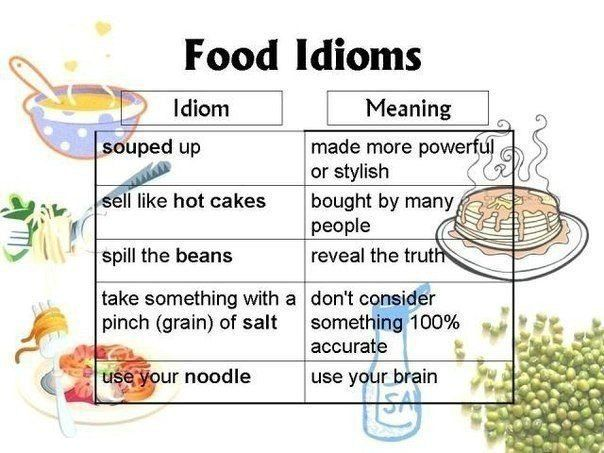 Food Idioms
Idiom
Meaning
souped up
made more powerful
or stylish
sell like hot cakes
bought by many
people
spill the beans
reveal the truth
take something with a
pinch (grain) of salt
don't consider
something 100%
accurate
use your noodle
use your brain
SA